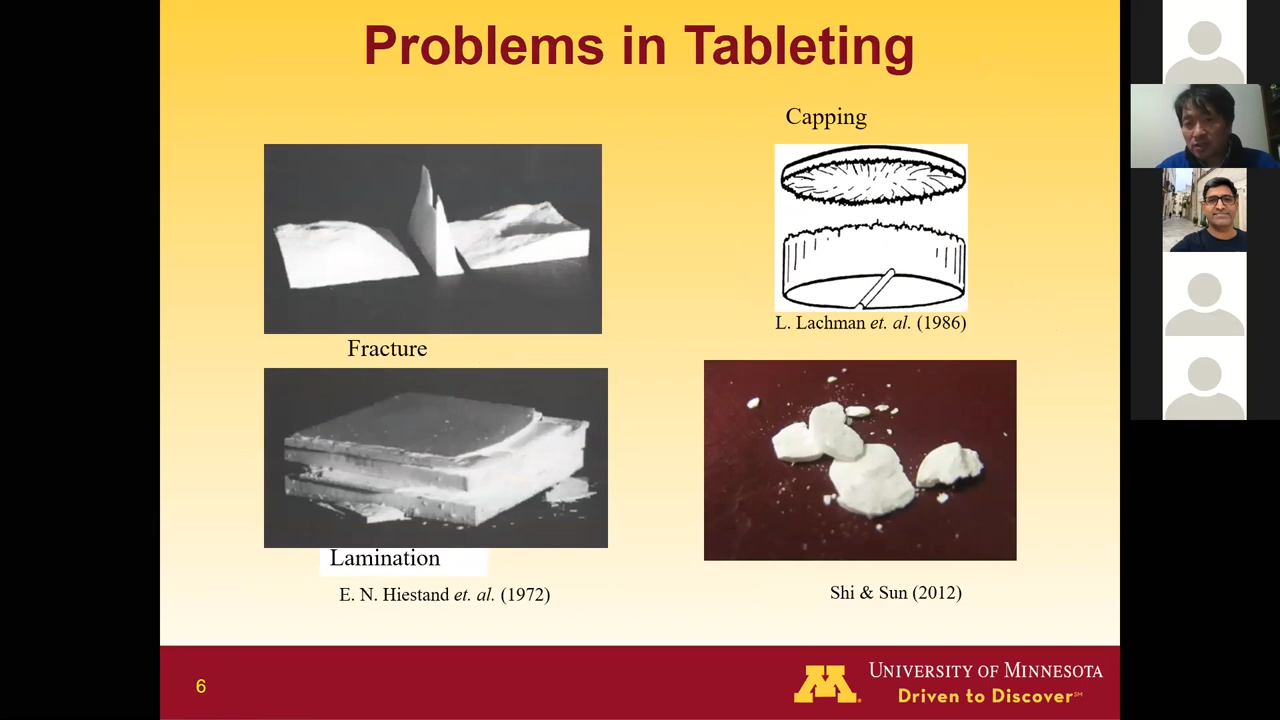 Problems in Tableting
Capping
L. Lachman et. al. (1986)
Fracture
Lamination
E. N. Hiestand et. al. (1972)
Shi & Sun (2012)
6
M
UNIVERSITY OF MINNESOTA
Driven to Discover℠